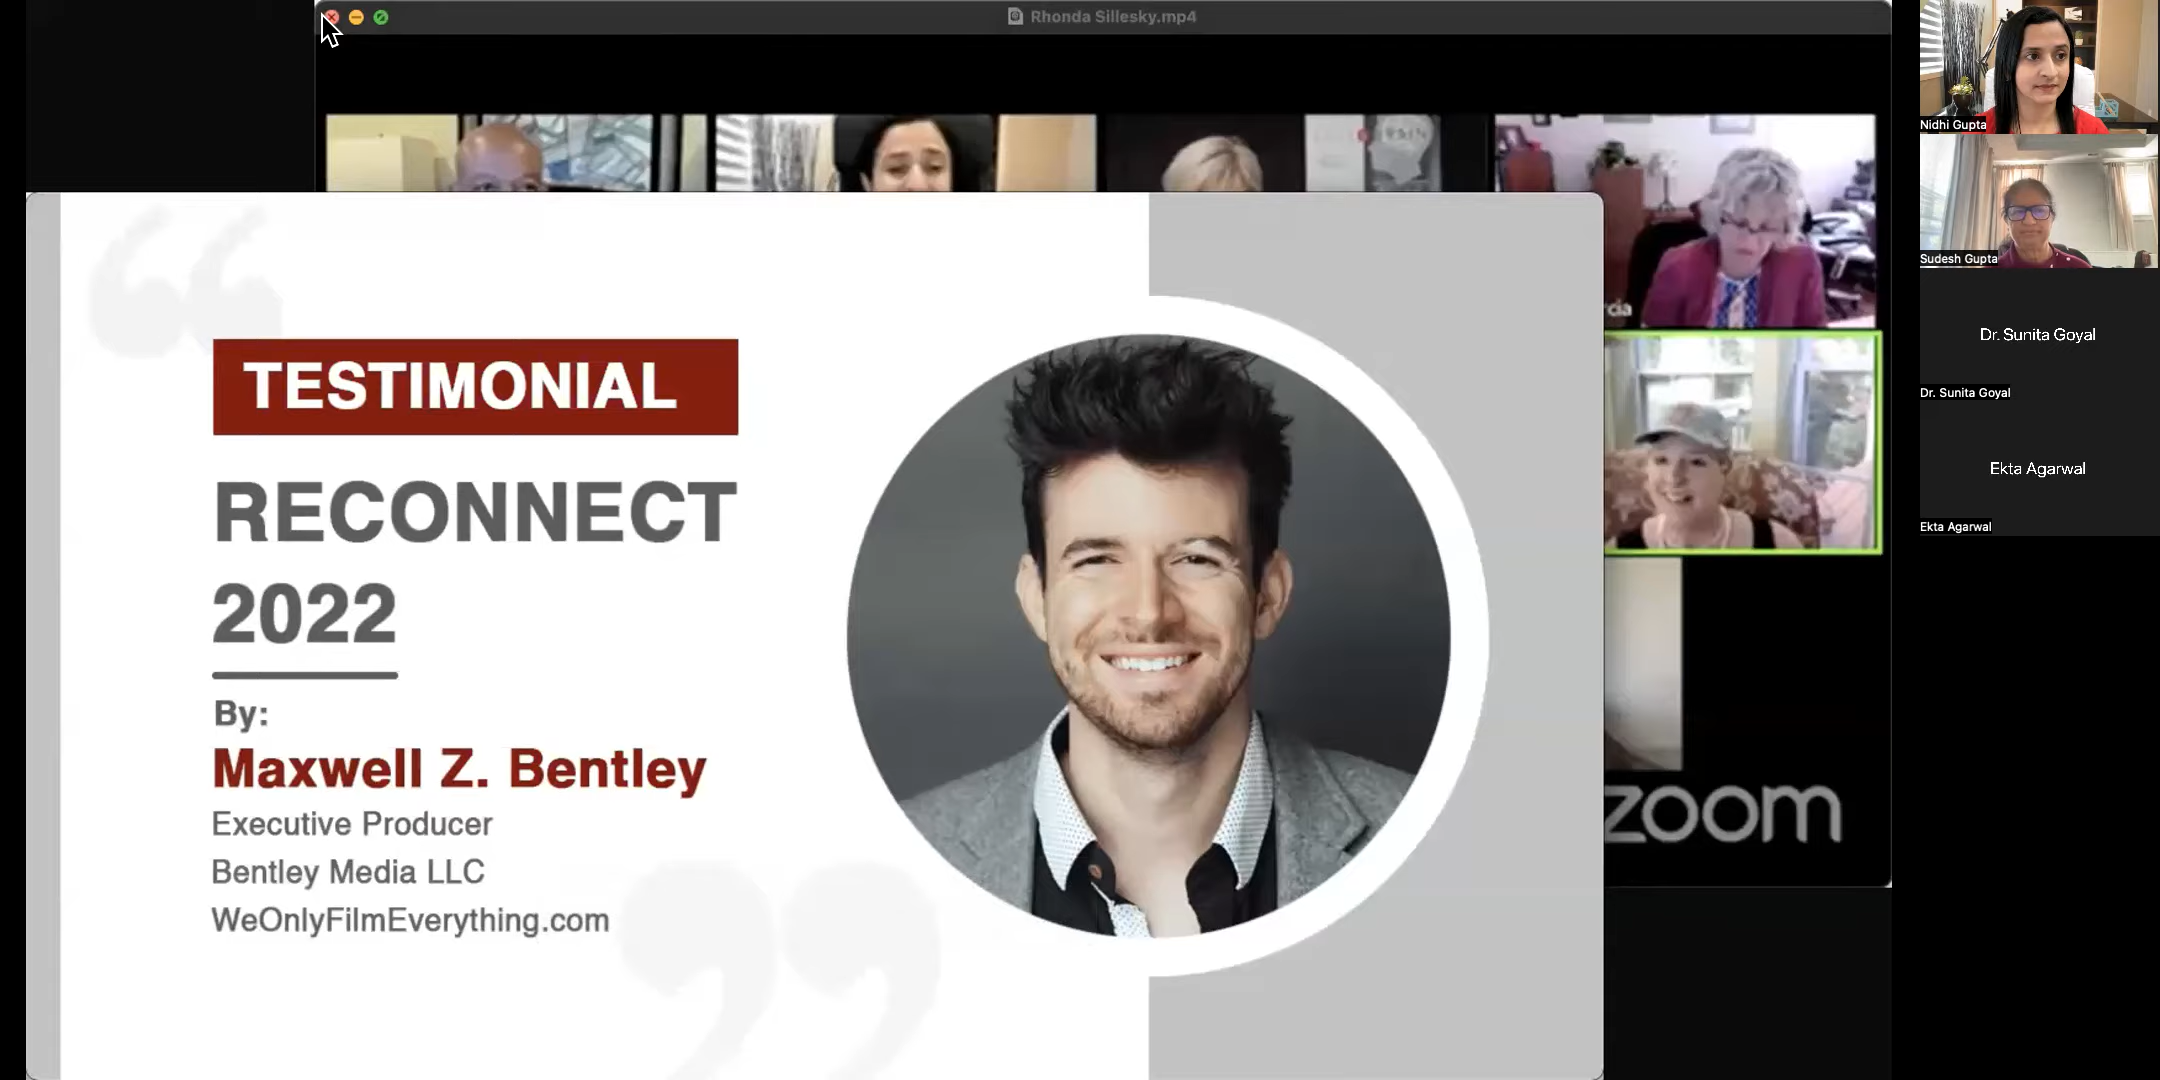 Rhonda Sillesky.mp4
TESTIMONIAL
RECONNECT
2022
By:
Maxwell Z. Bentley
Executive Producer
Bentley Media LLC
WeOnlyFilmEverything.com
zoom
Nidhi Gupta
Sudesh Gupta
Dr. Sunita Goyal
Dr. Sunita Goyal
Ekta Agarwal
Ekta Agarwal